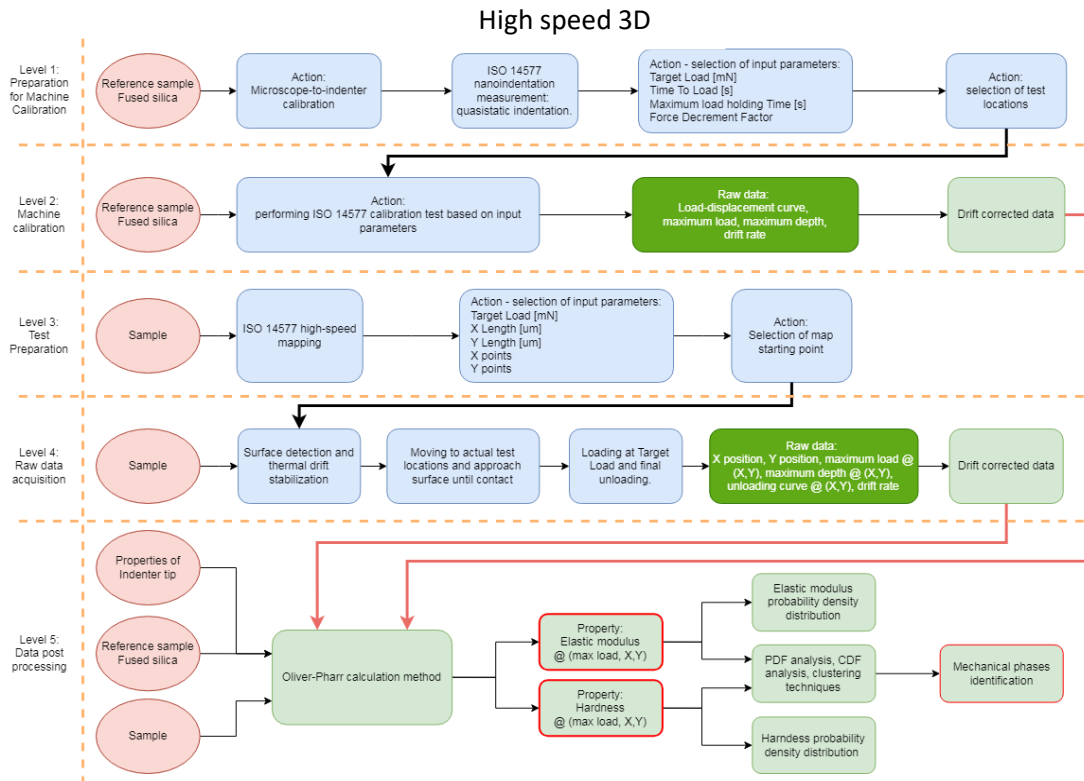 High speed 3D
Level 1:
Preparation
for Machine
Calibration
Reference sample
Fused silica
Action:
Microscope-to-indenter
calibration
ISO 14577
nanoindentation
measurement:
quasistatic indentation.
Action - selection of input parameters:
Target Load [mN]
Time To Load [s]
Maximum load holding Time [s]
Force Decrement Factor
Action:
selection of test
locations
Level 2:
Machine
calibration
Reference sample
Fused silica
Action:
performing ISO 14577 calibration test based on input
parameters
Raw data:
Load-displacement curve,
maximum load, maximum depth,
drift rate
Drift corrected data
Level 3:
Test
Preparation
Sample
ISO 14577 high-speed
mapping
Action - selection of input parameters:
Target Load [mN]
X Length [um]
Y Length [um]
X points
Y points
Action:
Selection of map
starting point
Level 4:
Raw data
acquisition
Sample
Surface detection and
thermal drift
stabilization
Moving to actual test
locations and approach
surface until contact
Loading at Target
Load and final
unloading.
Raw data:
X position, Y position, maximum load @
(X,Y), maximum depth @ (X,Y),
unloading curve @ (X,Y), drift rate
Drift corrected data
Level 5:
Data post
processing
Properties of
Indenter tip
Reference sample
Fused silica
Sample
Oliver-Pharr calculation method
Property:
Elastic modulus
@ (max load, X,Y)
Property:
Hardness
@ (max load, X,Y)
Elastic modulus
probability density
distribution
PDF analysis, CDF
analysis, clustering
techniques
Harndess probability
density distribution
Mechanical phases
identification